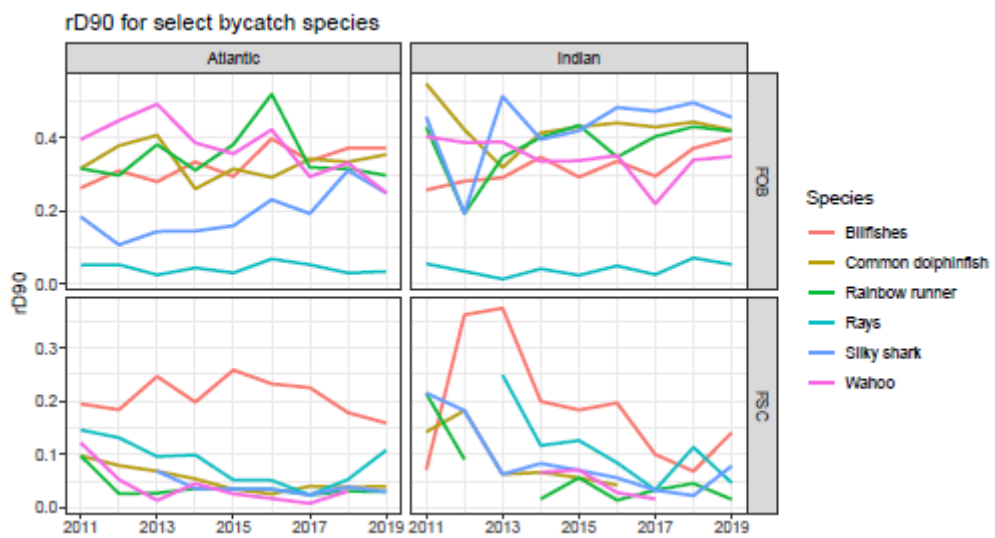 rD90 for select bycatch species
Atlantic
Indian
0.4
0.2
0.0
FOB
rD90
0.3
0.2
0.1
0.0
FSC
2011 2013 2015 2017 2019 2011 2013 2015 2017 2019
Species
Billfishes
Common dolphinfish
Rainbow runner
Rays
Silky shark
Wahoo